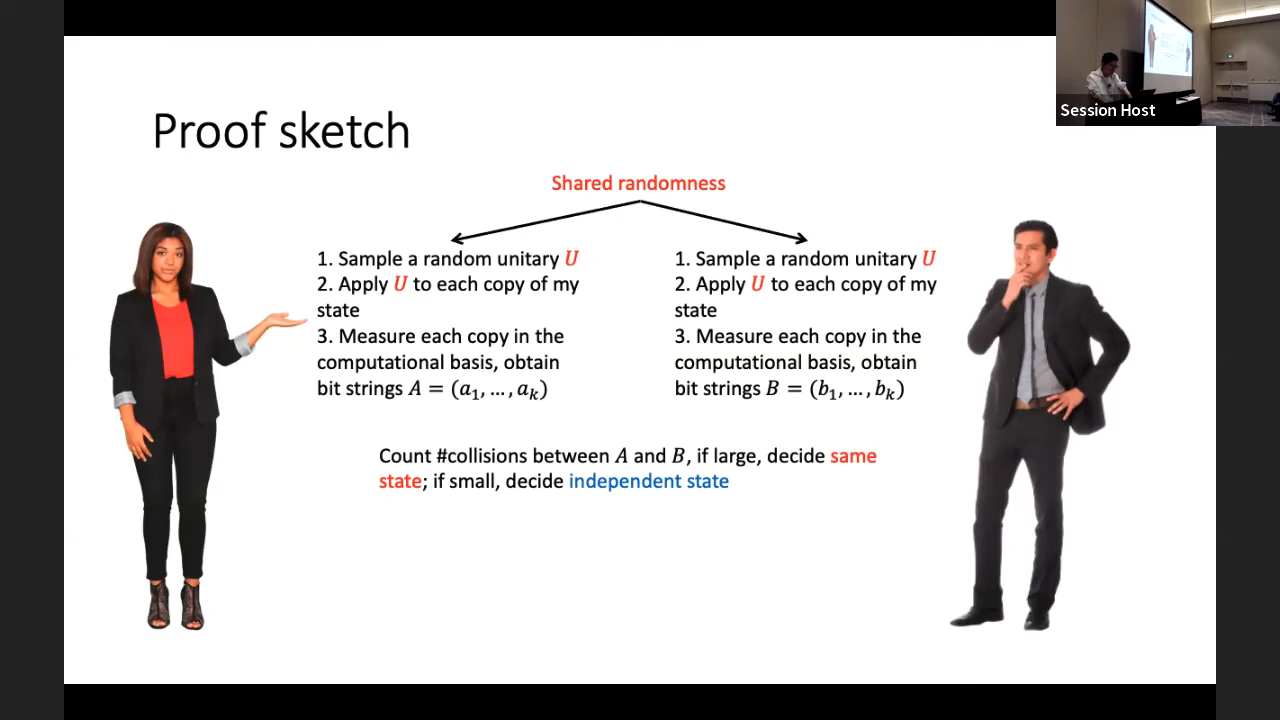 Session Host
Proof sketch
Shared randomness
1. Sample a random unitary U
2. Apply U to each copy of my
state
3. Measure each copy in the
computational basis, obtain
bit strings A = (a₁, … , aₖ)
1. Sample a random unitary U
2. Apply U to each copy of my
state
3. Measure each copy in the
computational basis, obtain
bit strings B = (b₁, … , bₖ)
Count #collisions between A and B, if large, decide same
state; if small, decide independent state